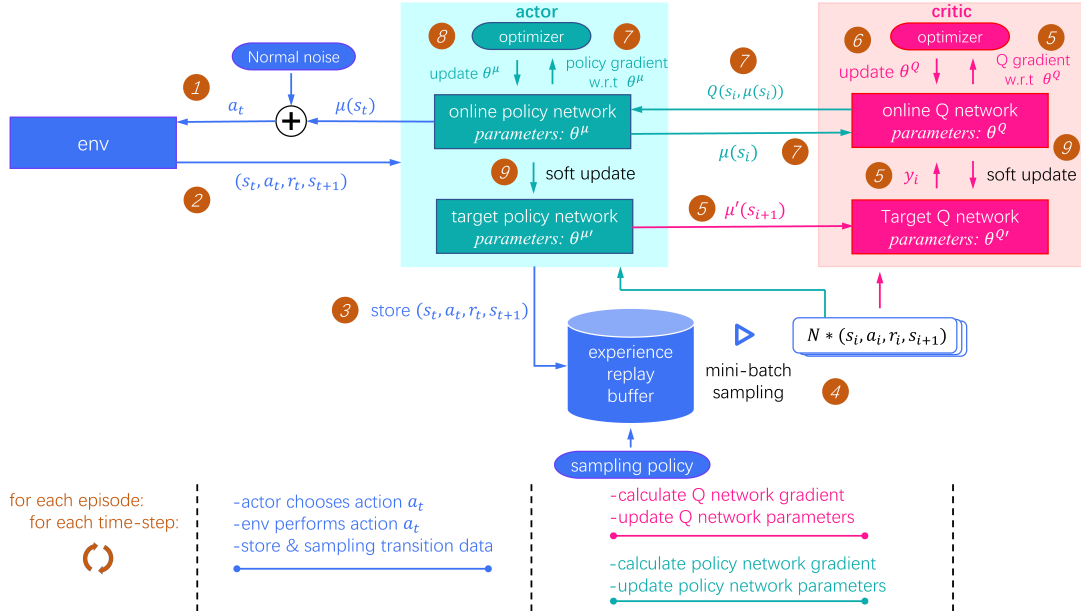 actor
critic
8
optimizer
7
6
optimizer
5
Normal noise
update θ^μ
policy gradient
w.r.t θ^μ
update θ^Q
Q gradient
w.r.t θ^Q
7
1
a_t
μ(s_t)
Q(s_i, μ(s_i))
online policy network
parameters: θ^μ
online Q network
parameters: θ^Q
env
+
μ(s_i)
7
9
2
(s_t, a_t, r_t, s_{t+1})
9
soft update
5
y_i
soft update
target policy network
parameters: θ^{μ′}
5
μ′(s_{i+1})
Target Q network
parameters: θ^{Q′}
3
store (s_t, a_t, r_t, s_{t+1})
N ∗ (s_i, a_i, r_i, s_{i+1})
experience
replay
buffer
mini-batch
sampling
4
sampling policy
for each episode:
for each time-step:
-actor chooses action a_t
-env performs action a_t
-store & sampling transition data
-calculate Q network gradient
-update Q network parameters
-calculate policy network gradient
-update policy network parameters